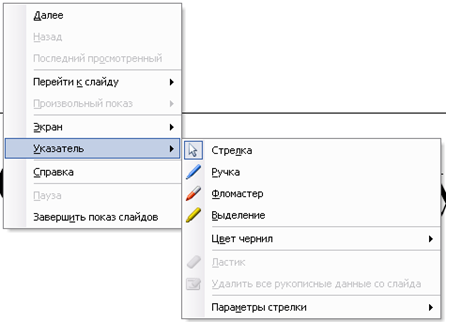 Далее
Назад
Последний просмотренный
Перейти к слайду
Произвольный показ
Экран
Указатель
Справка
Пауза
Завершить показ слайдов
Стрелка
Ручка
Фломастер
Выделение
Цвет чернил
Ластик
Удалить все рукописные данные со слайда
Параметры стрелки